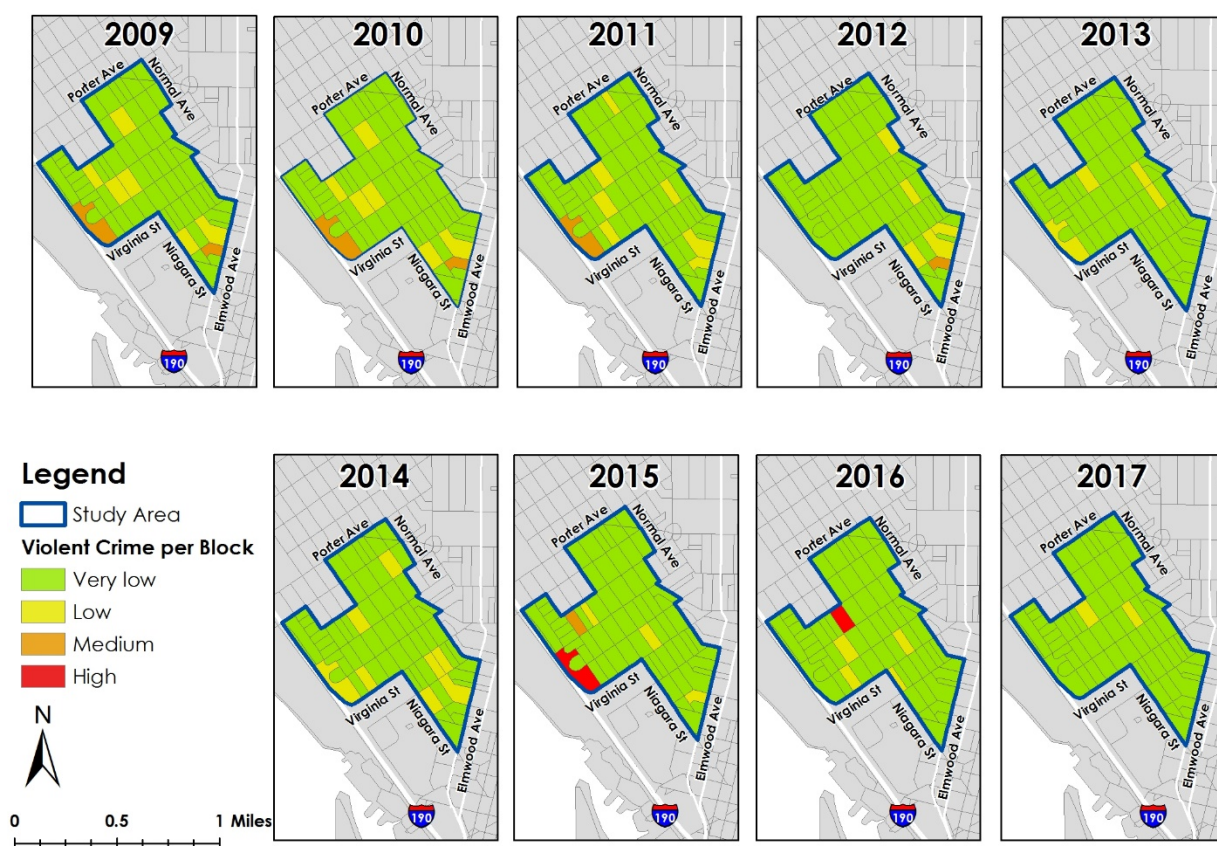 2009
Porter Ave
Normal Ave
Virginia St
Niagara St
Elmwood Ave
190
2010
Porter Ave
Normal Ave
Virginia St
Niagara St
Elmwood Ave
190
2011
Porter Ave
Normal Ave
Virginia St
Niagara St
Elmwood Ave
190
2012
Porter Ave
Normal Ave
Virginia St
Niagara St
Elmwood Ave
190
2013
Porter Ave
Normal Ave
Virginia St
Niagara St
Elmwood Ave
190
Legend
Study Area
Violent Crime per Block
Very low
Low
Medium
High
N
0 0.5 1 Miles
2014
Porter Ave
Normal Ave
Virginia St
Niagara St
Elmwood Ave
190
2015
Porter Ave
Normal Ave
Virginia St
Niagara St
Elmwood Ave
190
2016
Porter Ave
Normal Ave
Virginia St
Niagara St
Elmwood Ave
190
2017
Porter Ave
Normal Ave
Virginia St
Niagara St
Elmwood Ave
190